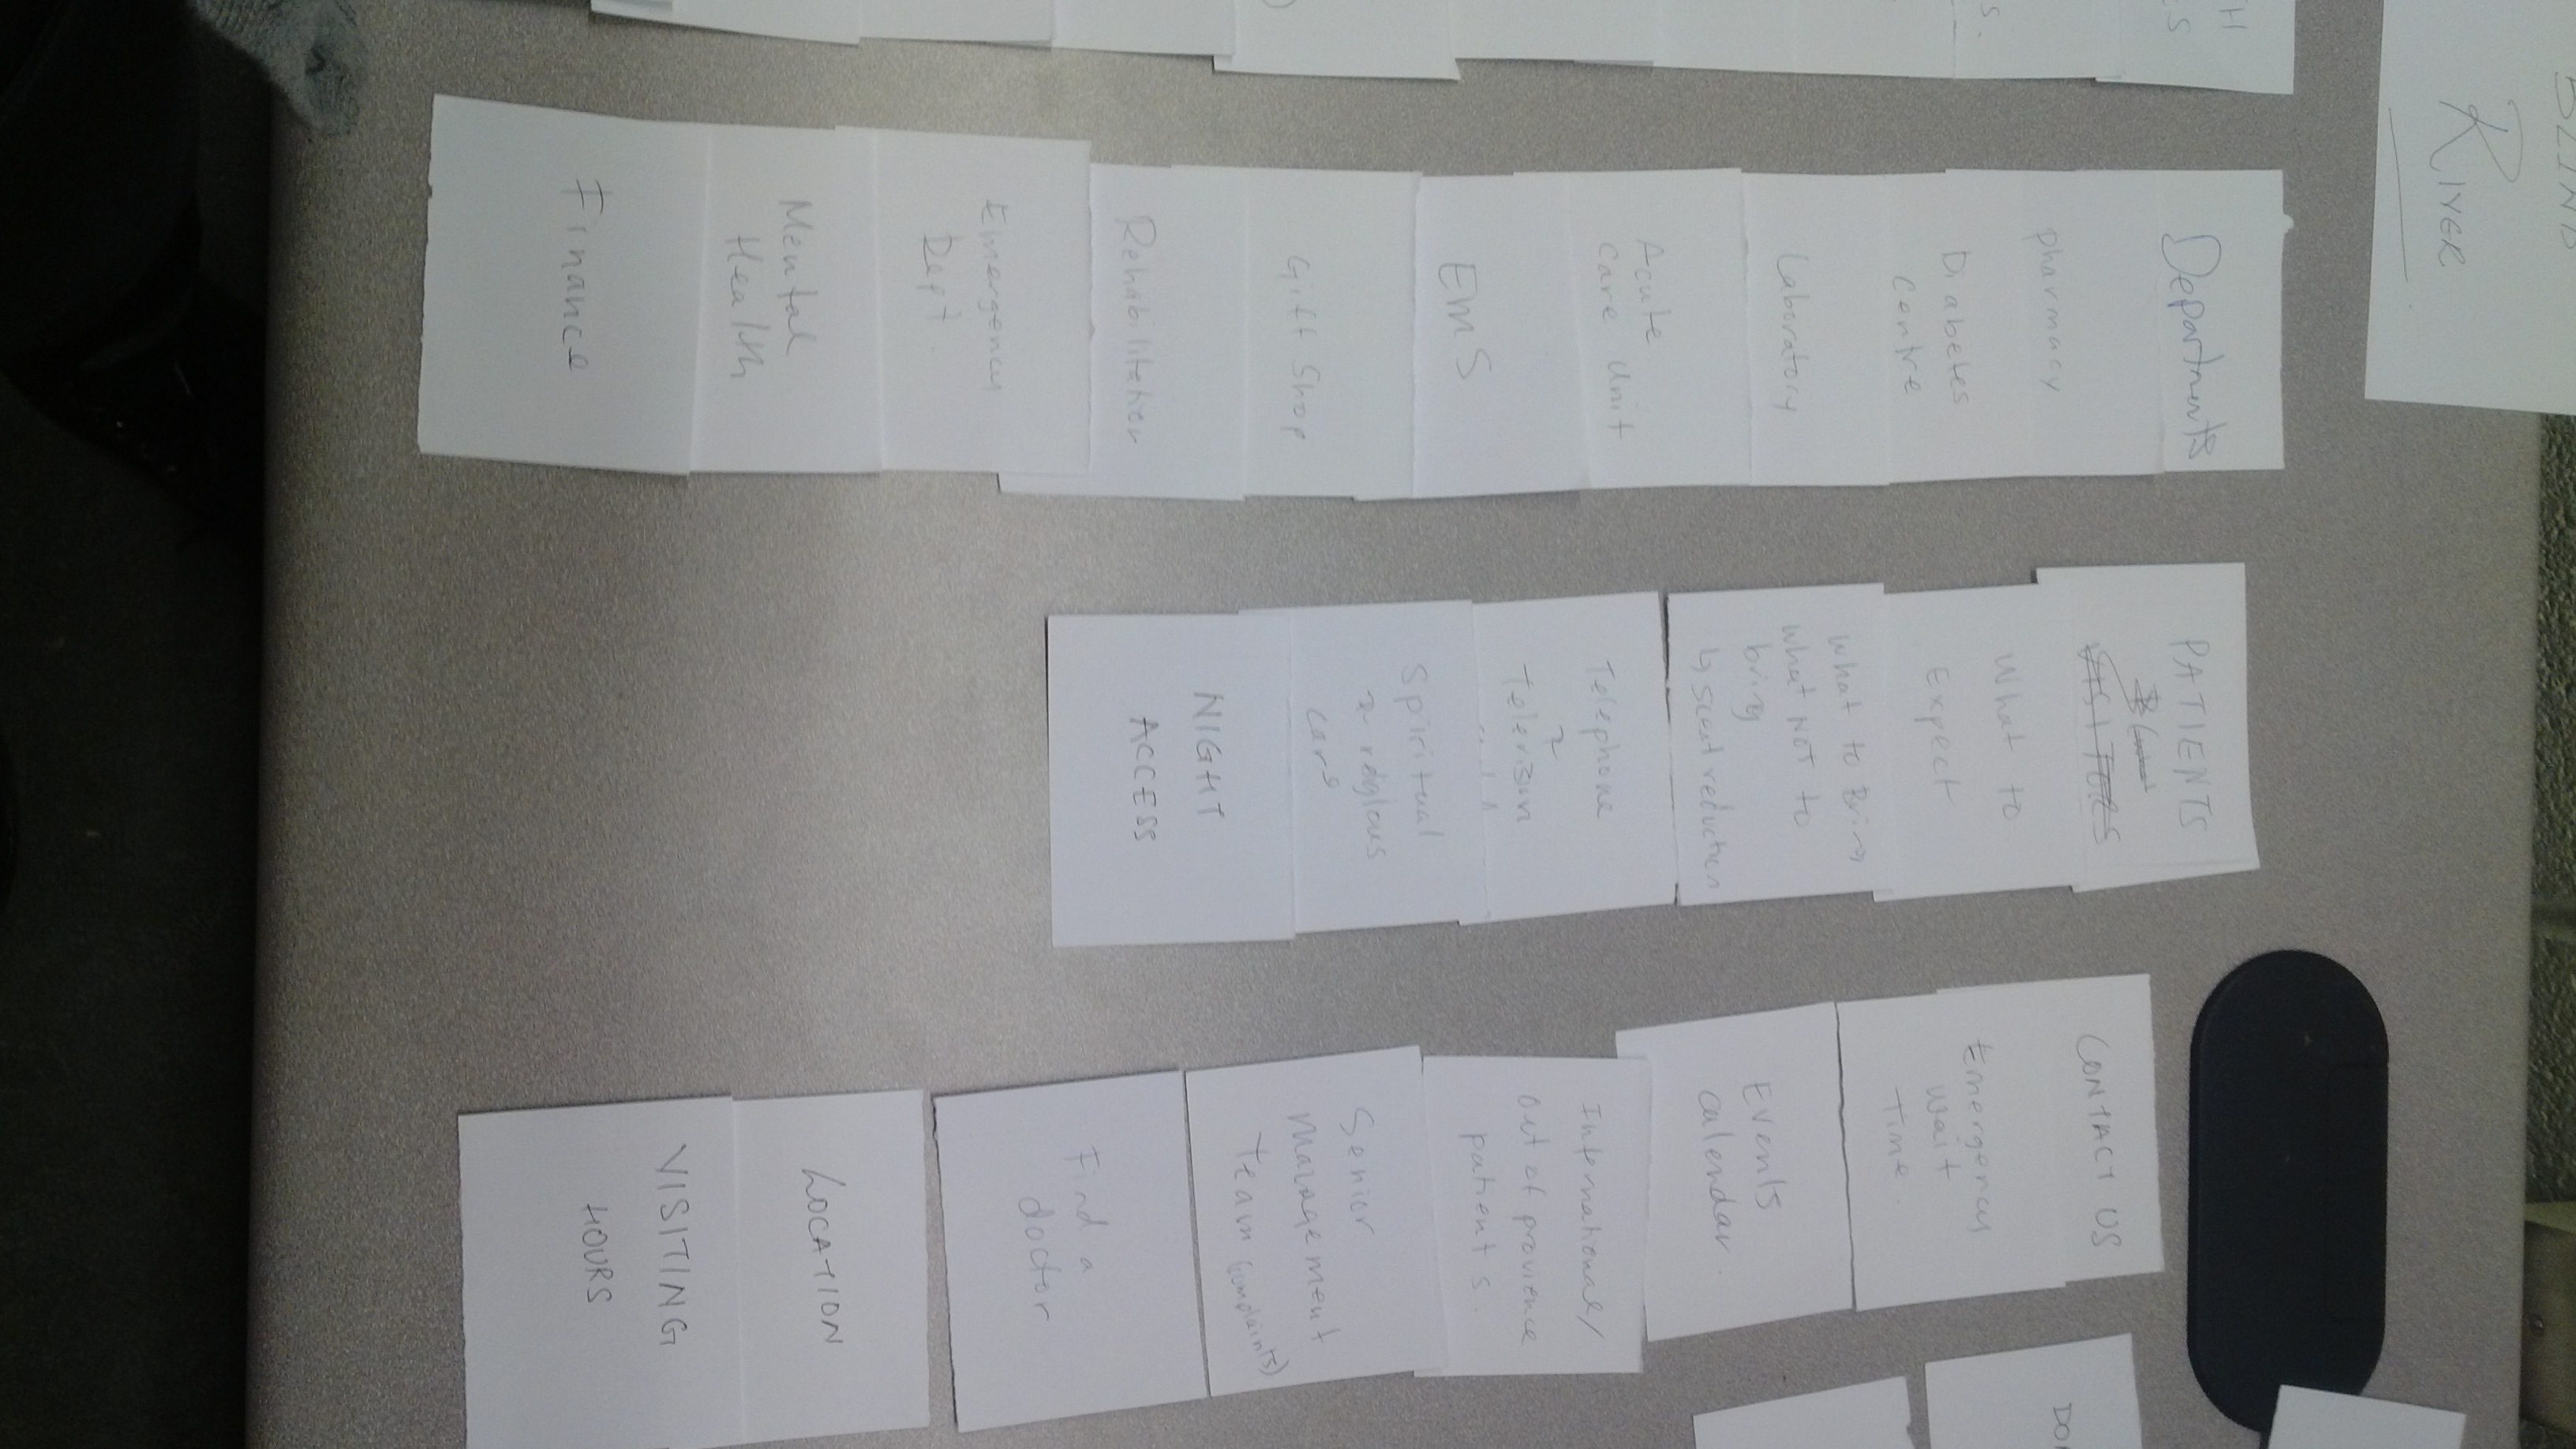 BLIND
RIVER
Departments
Pharmacy
Diabetes
Centre
Laboratory
Acute
Care Unit
EMS
Gift Shop
Rehabilitation
Emergency
Dept.
Mental
Health
Finance
PATIENTS
What to
Expect
What to Bring
What NOT to
bring
↳ scent reduction
Telephone
&
Television
Spiritual
& religious
care
NIGHT
ACCESS
CONTACT US
Emergency
Wait
Time.
Events
Calendar.
International/
out of provience
patients.
Senior
Management
Team (complaints)
Find a
doctor
LOCATION
VISITING
HOURS